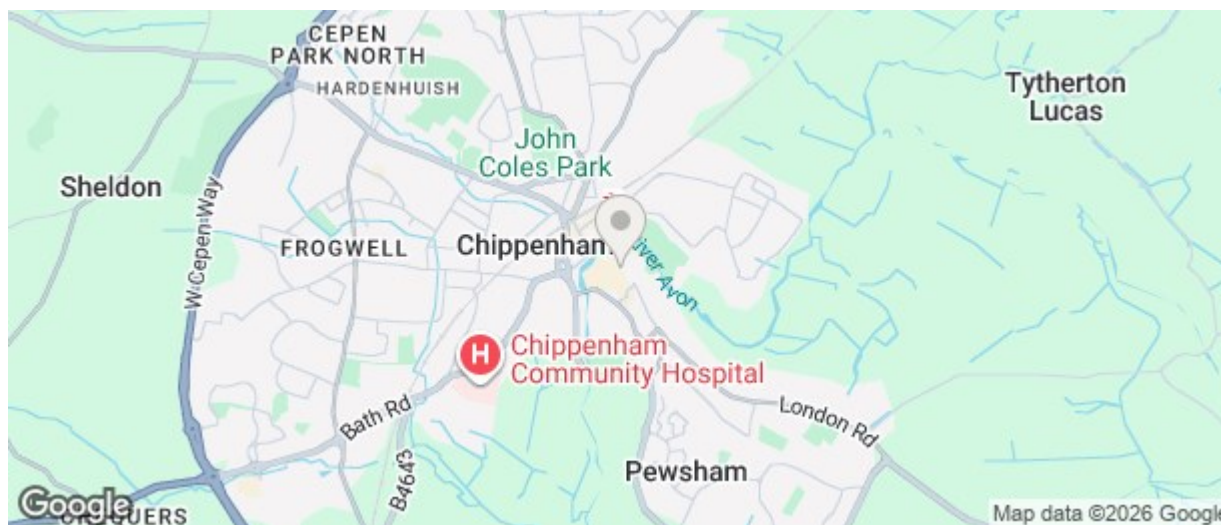 CEPEN
PARK NORTH
HARDENHUISH
Tytherton
Lucas
John
Coles Park
Sheldon
W Cepen Way
FROGWELL
Chippenham
River Avon
H
Chippenham
Community Hospital
Bath Rd
London Rd
B4643
Pewsham
Google
Map data ©2026 Google